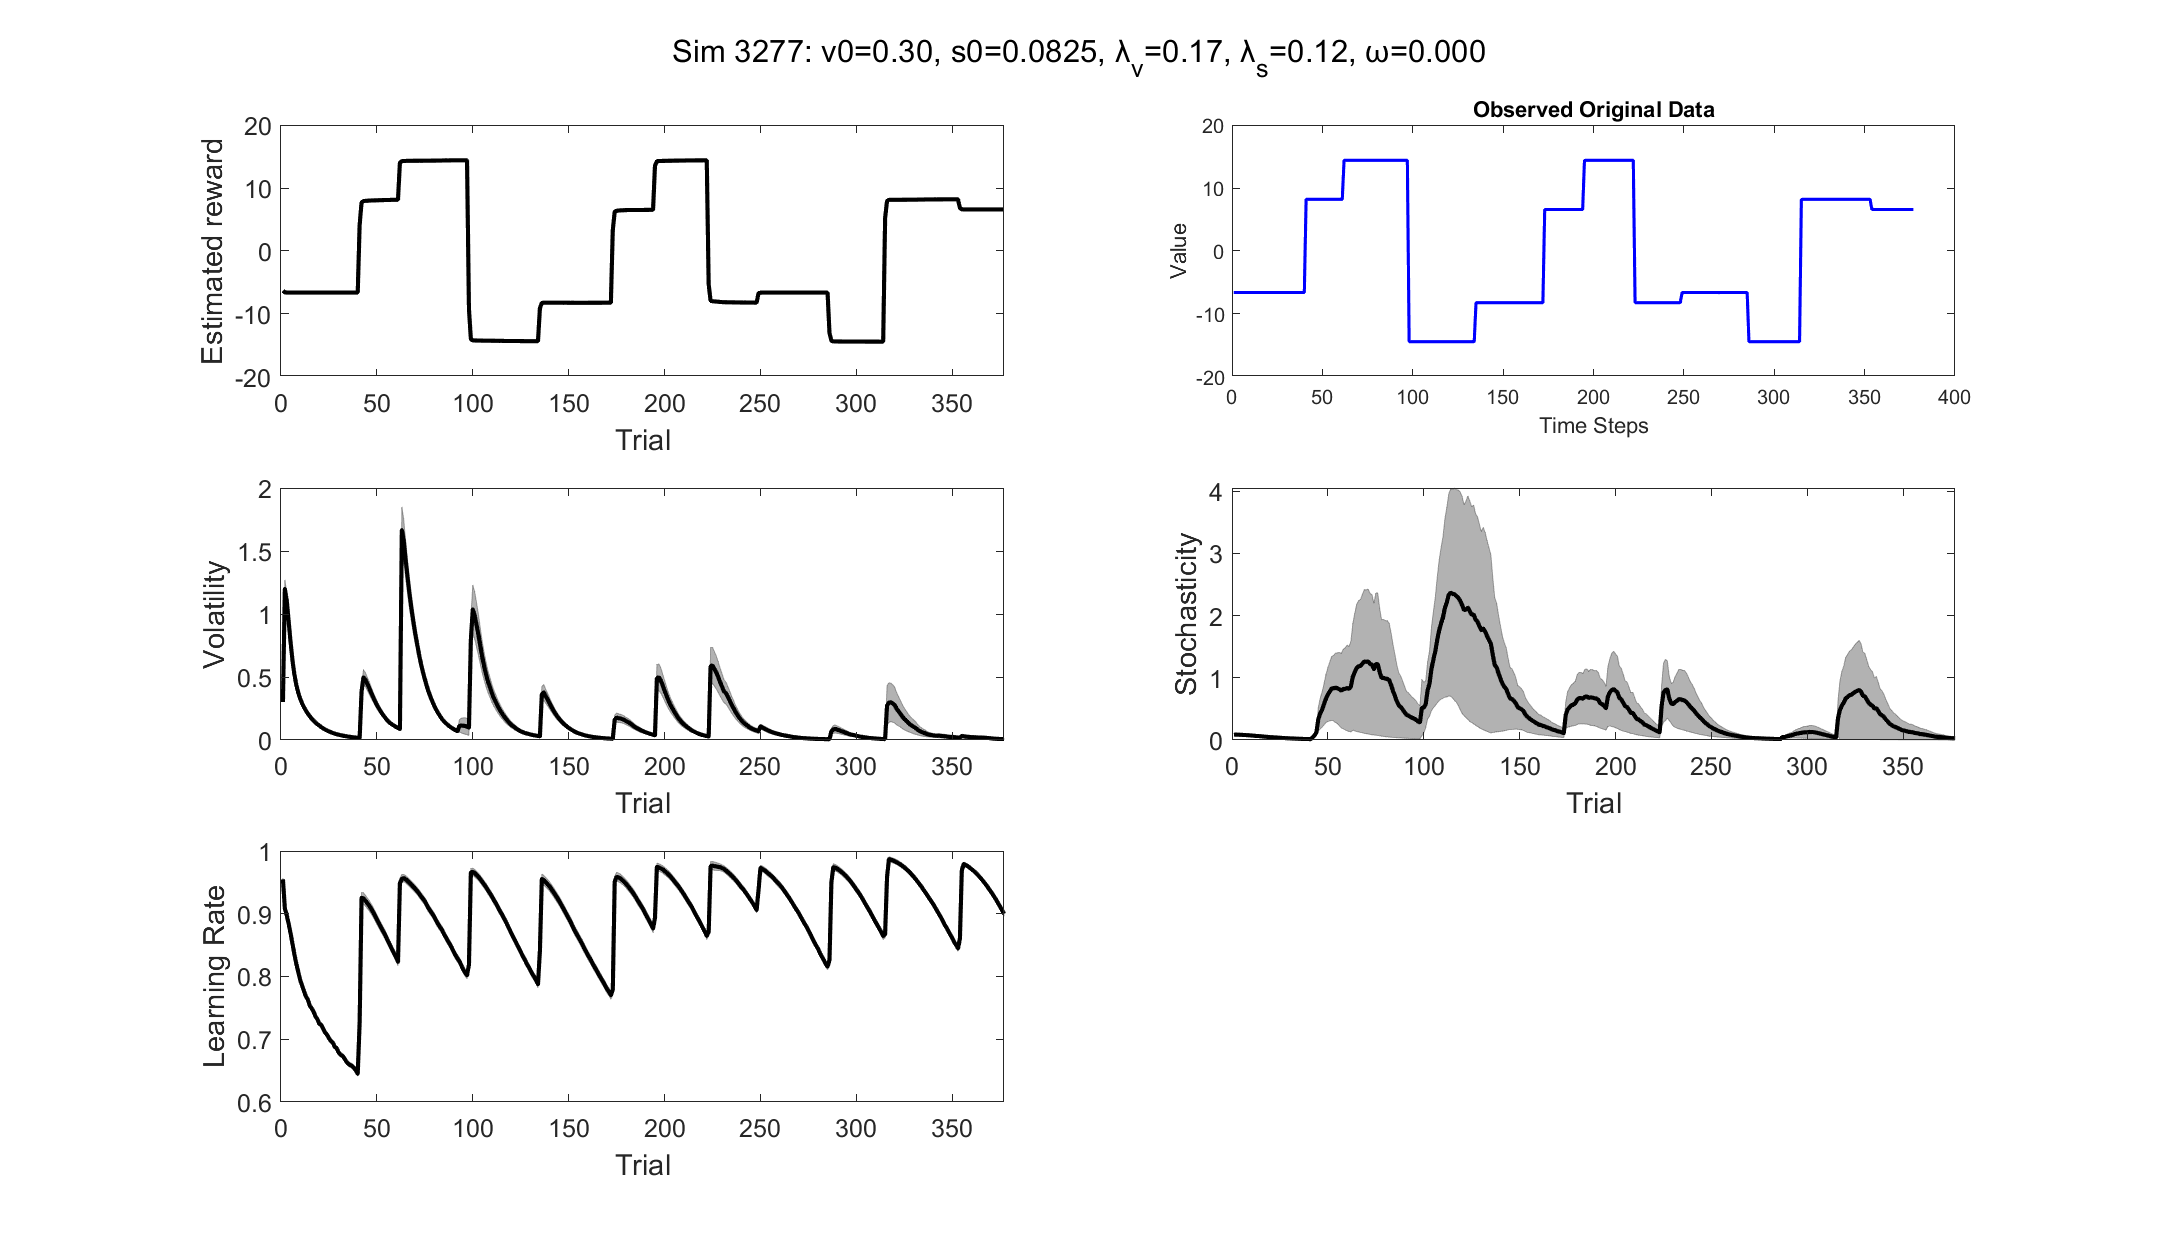 Sim 3277: v0=0.30, s0=0.0825, λv=0.17, λs=0.12, ω=0.000
Estimated reward
20
10
0
-10
-20
0 50 100 150 200 250 300 350
Trial
Observed Original Data
Value
20
10
0
-10
-20
0 50 100 150 200 250 300 350 400
Time Steps
Volatility
2
1.5
1
0.5
0
0 50 100 150 200 250 300 350
Trial
Stochasticity
4
3
2
1
0
0 50 100 150 200 250 300 350
Trial
Learning Rate
1
0.9
0.8
0.7
0.6
0 50 100 150 200 250 300 350
Trial